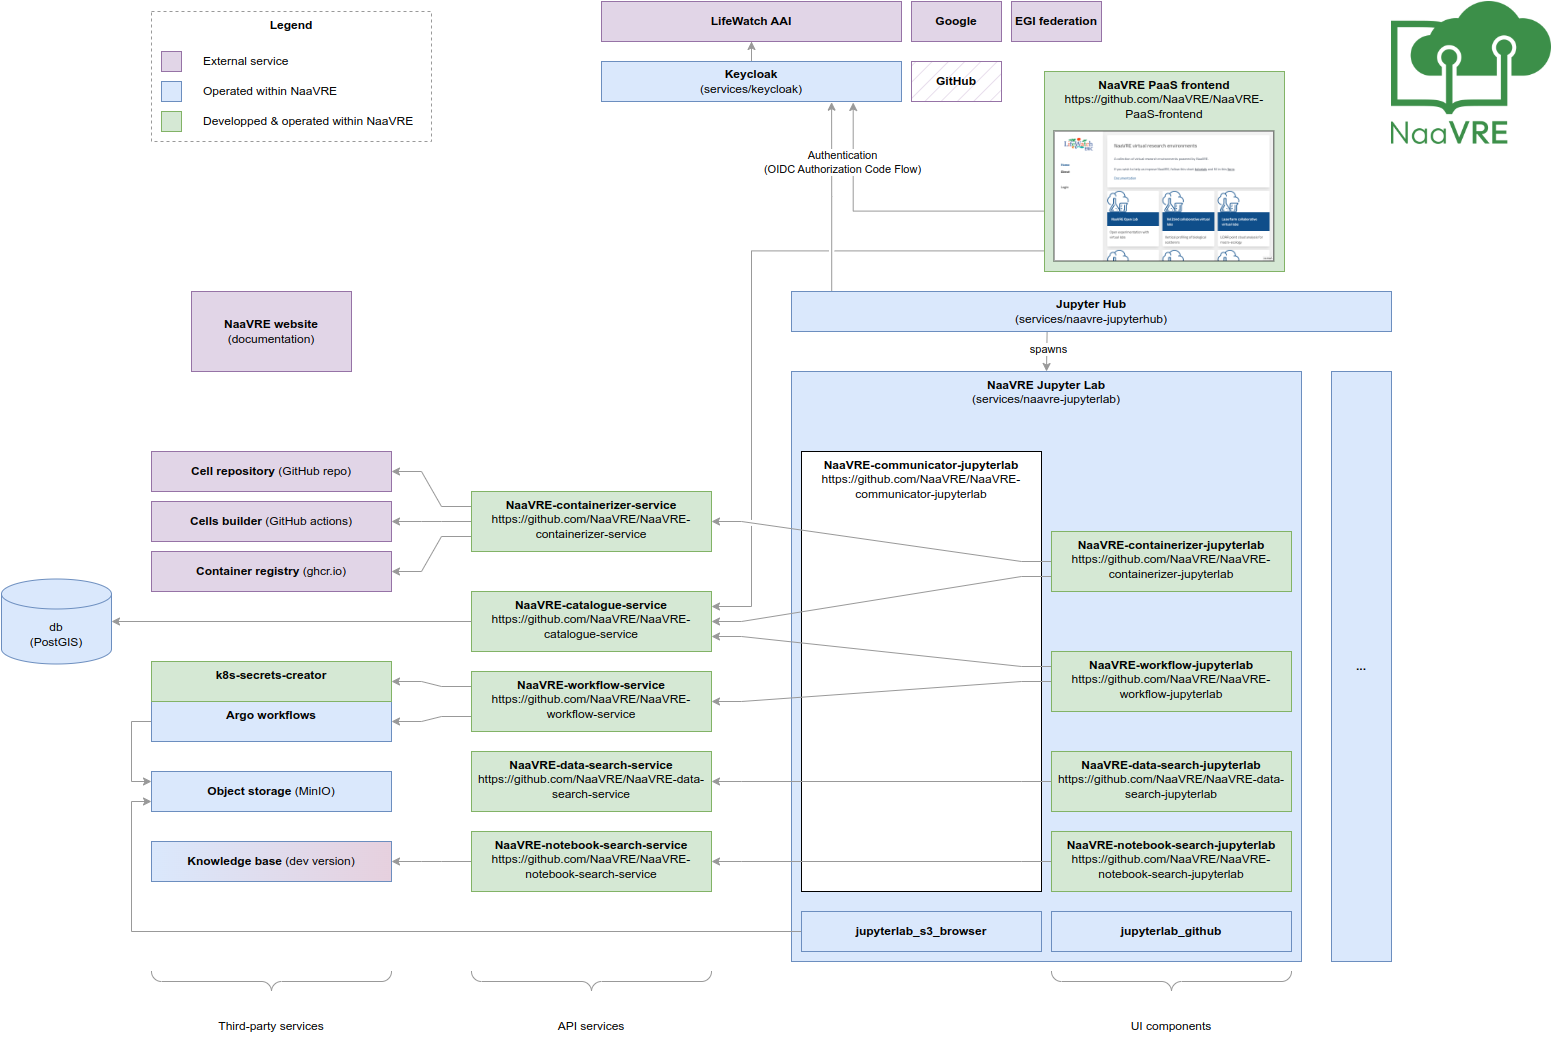 Legend
External service
Operated within NaaVRE
Developped & operated within NaaVRE
LifeWatch AAI
Google
EGI federation
Keycloak
(services/keycloak)
GitHub
NaaVRE PaaS frontend
https://github.com/NaaVRE/NaaVRE-
PaaS-frontend
NaaVRE virtual research environments
NaaVRE
Authentication
(OIDC Authorization Code Flow)
NaaVRE website
(documentation)
Jupyter Hub
(services/naavre-jupyterhub)
spawns
NaaVRE Jupyter Lab
(services/naavre-jupyterlab)
...
Cell repository (GitHub repo)
Cells builder (GitHub actions)
Container registry (ghcr.io)
db
(PostGIS)
k8s-secrets-creator
Argo workflows
Object storage (MinIO)
Knowledge base (dev version)
NaaVRE-containerizer-service
https://github.com/NaaVRE/NaaVRE-
containerizer-service
NaaVRE-catalogue-service
https://github.com/NaaVRE/NaaVRE-
catalogue-service
NaaVRE-workflow-service
https://github.com/NaaVRE/NaaVRE-
workflow-service
NaaVRE-data-search-service
https://github.com/NaaVRE/NaaVRE-data-
search-service
NaaVRE-notebook-search-service
https://github.com/NaaVRE/NaaVRE-
notebook-search-service
NaaVRE-communicator-jupyterlab
https://github.com/NaaVRE/NaaVRE-
communicator-jupyterlab
NaaVRE-containerizer-jupyterlab
https://github.com/NaaVRE/NaaVRE-
containerizer-jupyterlab
NaaVRE-workflow-jupyterlab
https://github.com/NaaVRE/NaaVRE-
workflow-jupyterlab
NaaVRE-data-search-jupyterlab
https://github.com/NaaVRE/NaaVRE-data-
search-jupyterlab
NaaVRE-notebook-search-jupyterlab
https://github.com/NaaVRE/NaaVRE-
notebook-search-jupyterlab
jupyterlab_s3_browser
jupyterlab_github
Third-party services
API services
UI components